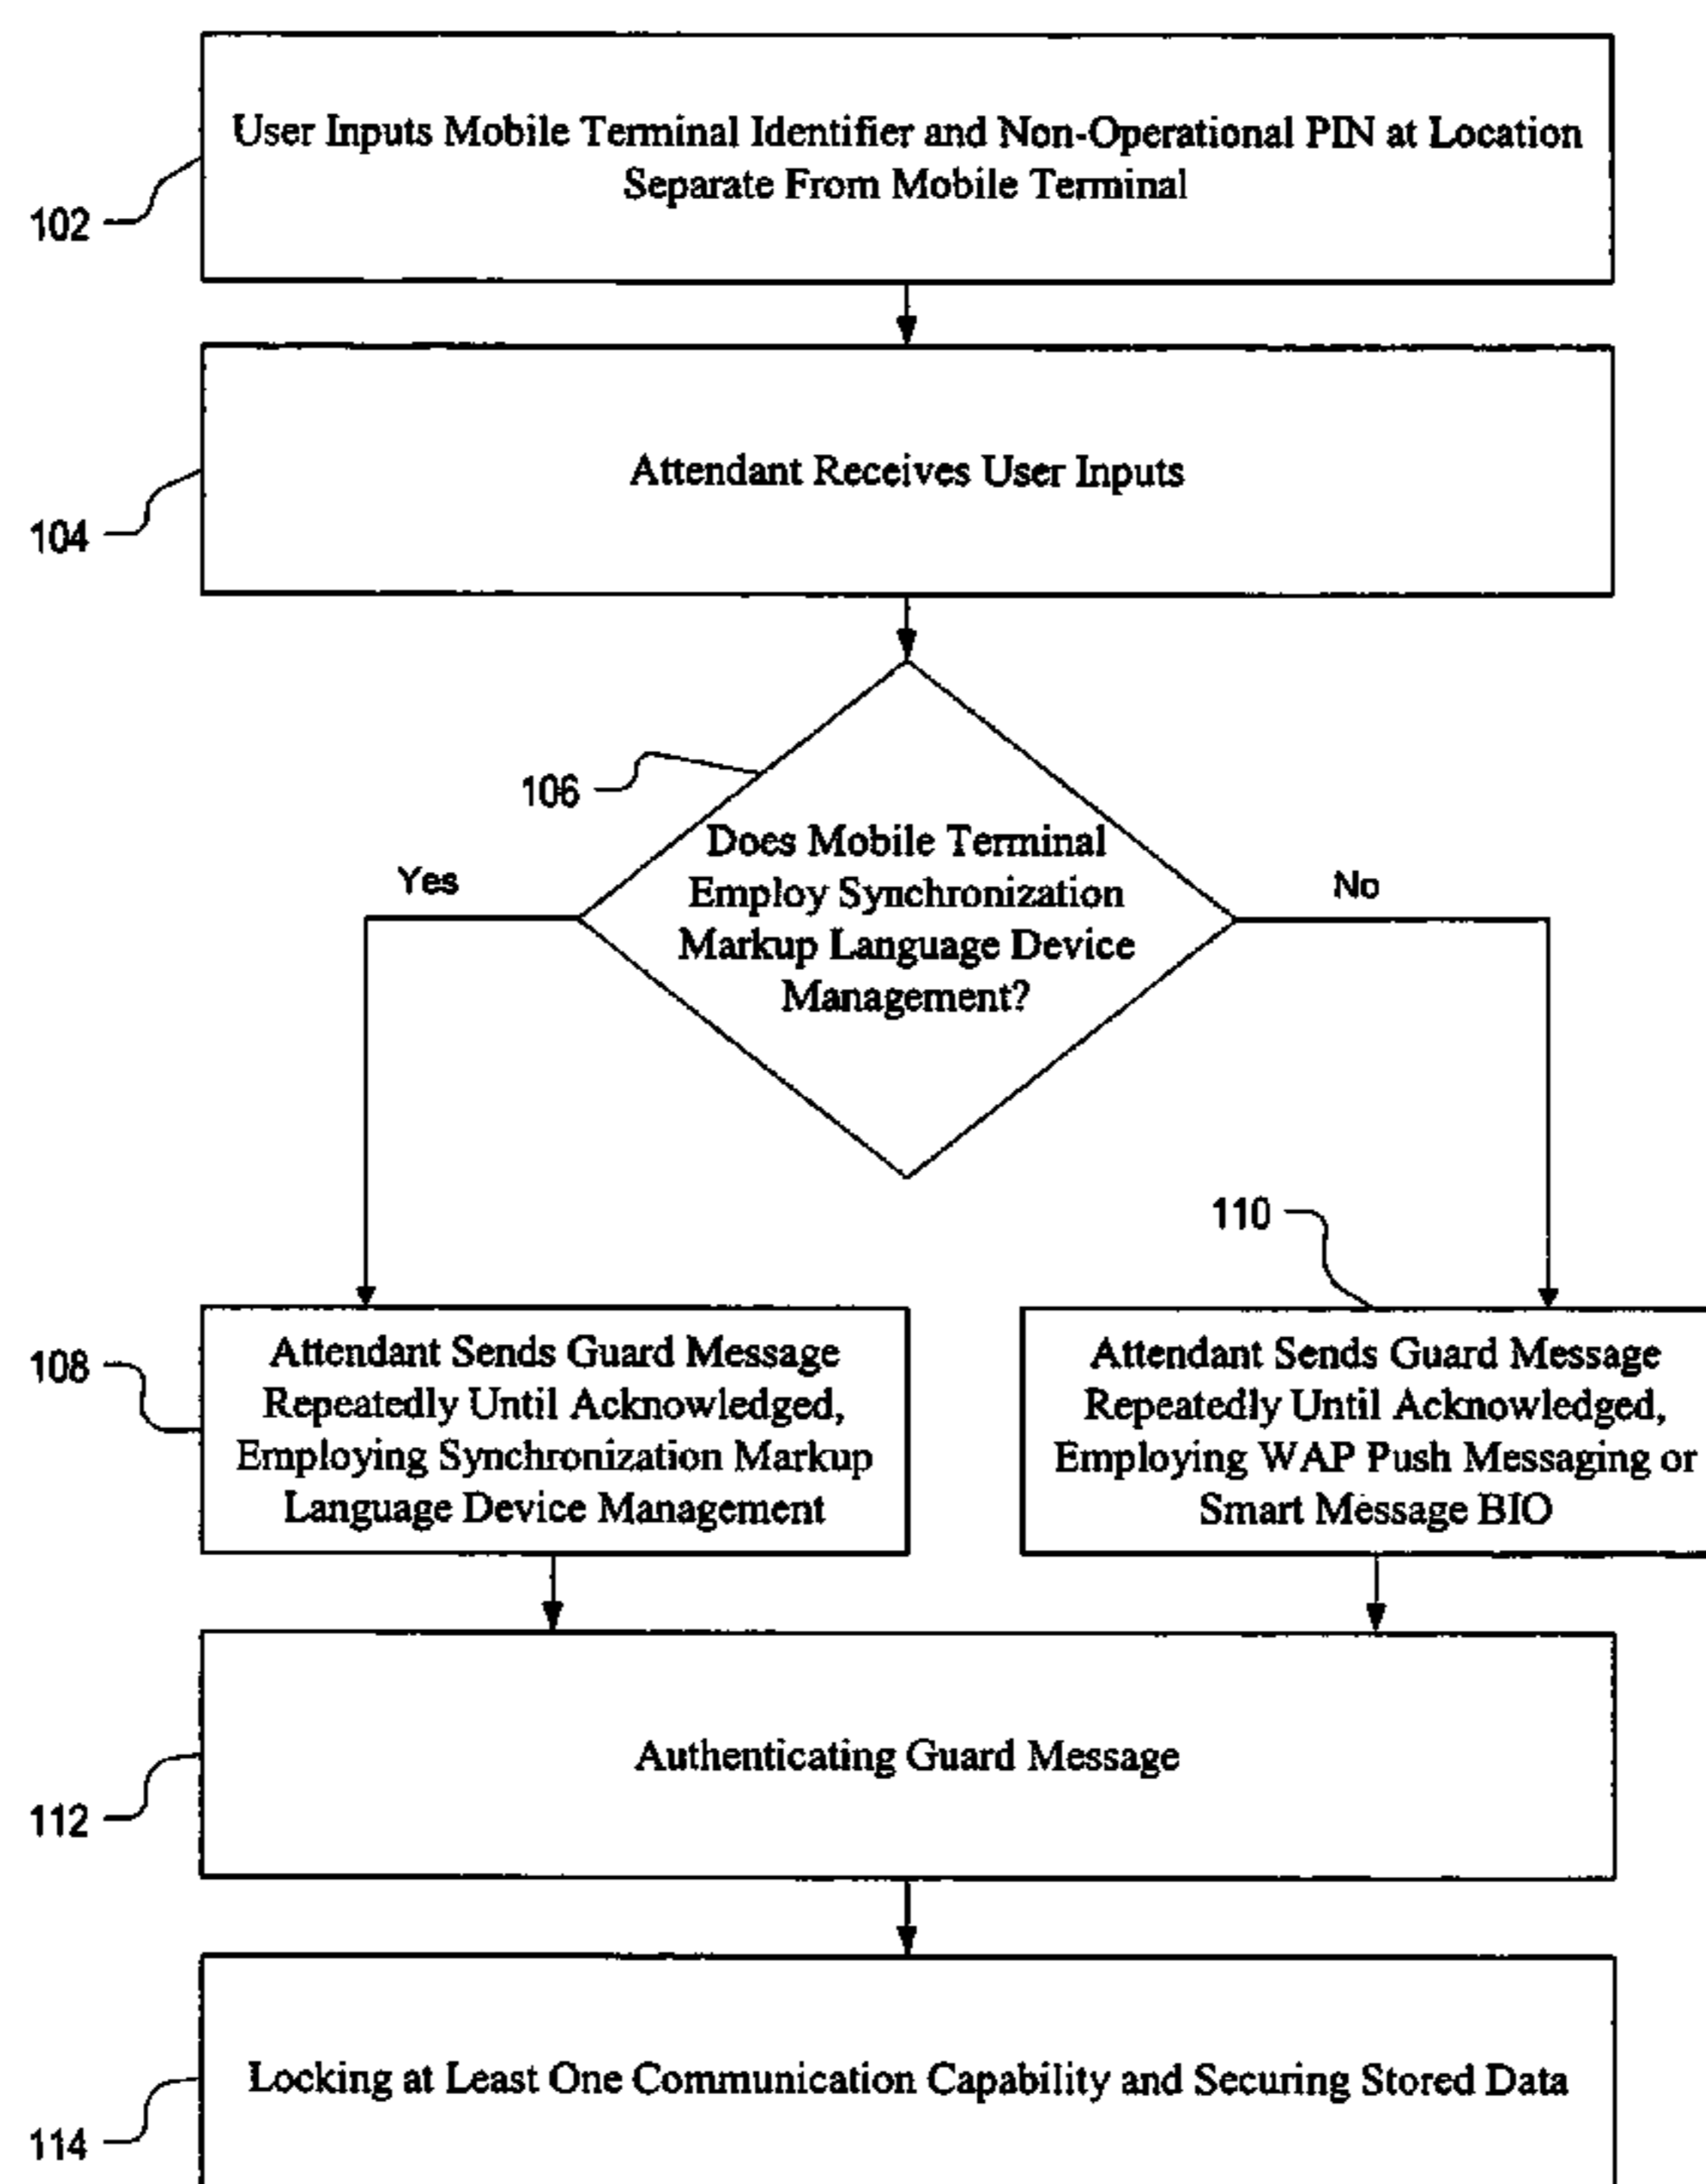 User Inputs Mobile Terminal Identifier and Non-Operational PIN at Location
Separate From Mobile Terminal
102
Attendant Receives User Inputs
104
106
Does Mobile Terminal
Employ Synchronization
Markup Language Device
Management?
Yes
No
110
108
Attendant Sends Guard Message
Repeatedly Until Acknowledged,
Employing Synchronization Markup
Language Device Management
Attendant Sends Guard Message
Repeatedly Until Acknowledged,
Employing WAP Push Messaging or
Smart Message BIO
Authenticating Guard Message
112
Locking at Least One Communication Capability and Securing Stored Data
114